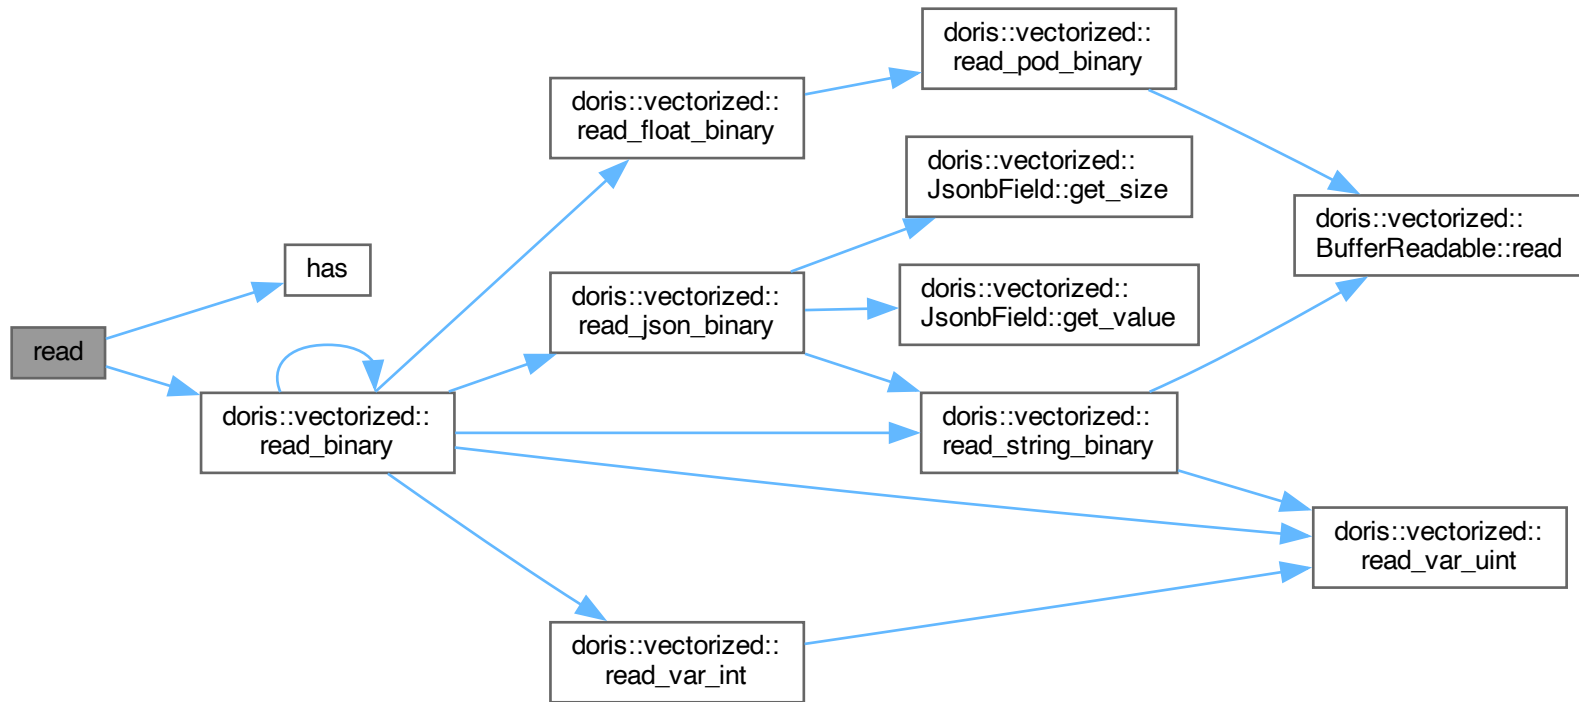 read
has
doris::vectorized::
read_binary
doris::vectorized::
read_float_binary
doris::vectorized::
read_pod_binary
doris::vectorized::
BufferReadable::read
doris::vectorized::
read_json_binary
doris::vectorized::
JsonbField::get_size
doris::vectorized::
JsonbField::get_value
doris::vectorized::
read_string_binary
doris::vectorized::
read_var_uint
doris::vectorized::
read_var_int